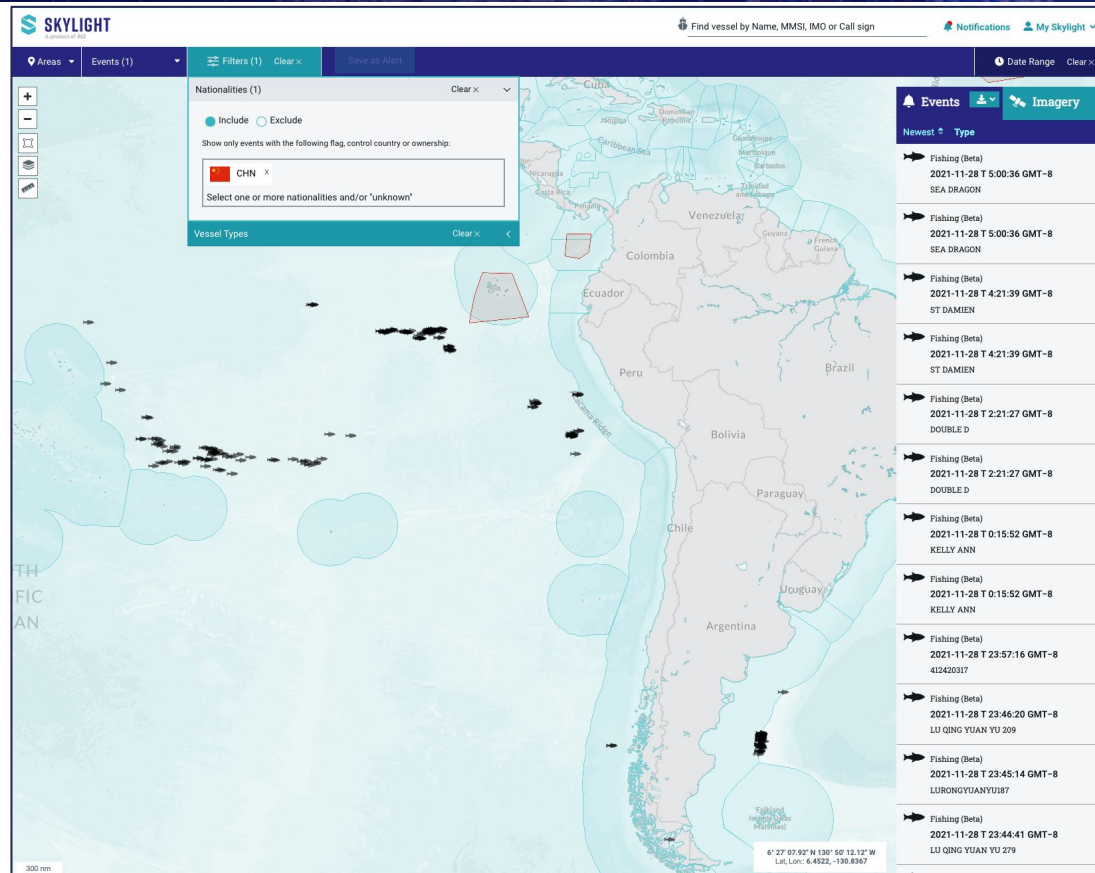 SKYLIGHT
A product of AI2
Find vessel by Name, MMSI, IMO or Call sign
Notifications
My Skylight
Areas
Events (1)
Filters (1) Clear ×
Save as Alert
Date Range Clear ×
Nationalities (1) Clear ×
Include Exclude
Show only events with the following flag, control country or ownership:
CHN x
Select one or more nationalities and/or "unknown"
Vessel Types Clear ×
+
−
Cuba
Jamaica
Dominican
Republic
Guadeloupe
Martinique
Barbados
Caribbean Sea
Nicaragua
Costa Rica
Panama
Trinidad
and Tobago
Venezuela
Guyana
French
Guiana
Colombia
Ecuador
Peru
Brazil
Bolivia
Paraguay
Chile
Uruguay
Argentina
Falkland
Islands (Islas
Malvinas)
TH
FIC
AN
300 nm
6° 27' 07.92" N 130° 50' 12.12" W
Lat, Lon: 6.4522, -130.8367
Events
Imagery
Newest Type
Fishing (Beta)
2021-11-28 T 5:00:36 GMT-8
SEA DRAGON
Fishing (Beta)
2021-11-28 T 5:00:36 GMT-8
SEA DRAGON
Fishing (Beta)
2021-11-28 T 4:21:39 GMT-8
ST DAMIEN
Fishing (Beta)
2021-11-28 T 4:21:39 GMT-8
ST DAMIEN
Fishing (Beta)
2021-11-28 T 2:21:27 GMT-8
DOUBLE D
Fishing (Beta)
2021-11-28 T 2:21:27 GMT-8
DOUBLE D
Fishing (Beta)
2021-11-28 T 0:15:52 GMT-8
KELLY ANN
Fishing (Beta)
2021-11-28 T 0:15:52 GMT-8
KELLY ANN
Fishing (Beta)
2021-11-28 T 23:57:16 GMT-8
412420317
Fishing (Beta)
2021-11-28 T 23:46:20 GMT-8
LU QING YUAN YU 209
Fishing (Beta)
2021-11-28 T 23:45:14 GMT-8
LURONGYUANYU187
Fishing (Beta)
2021-11-28 T 23:44:41 GMT-8
LU QING YUAN YU 279